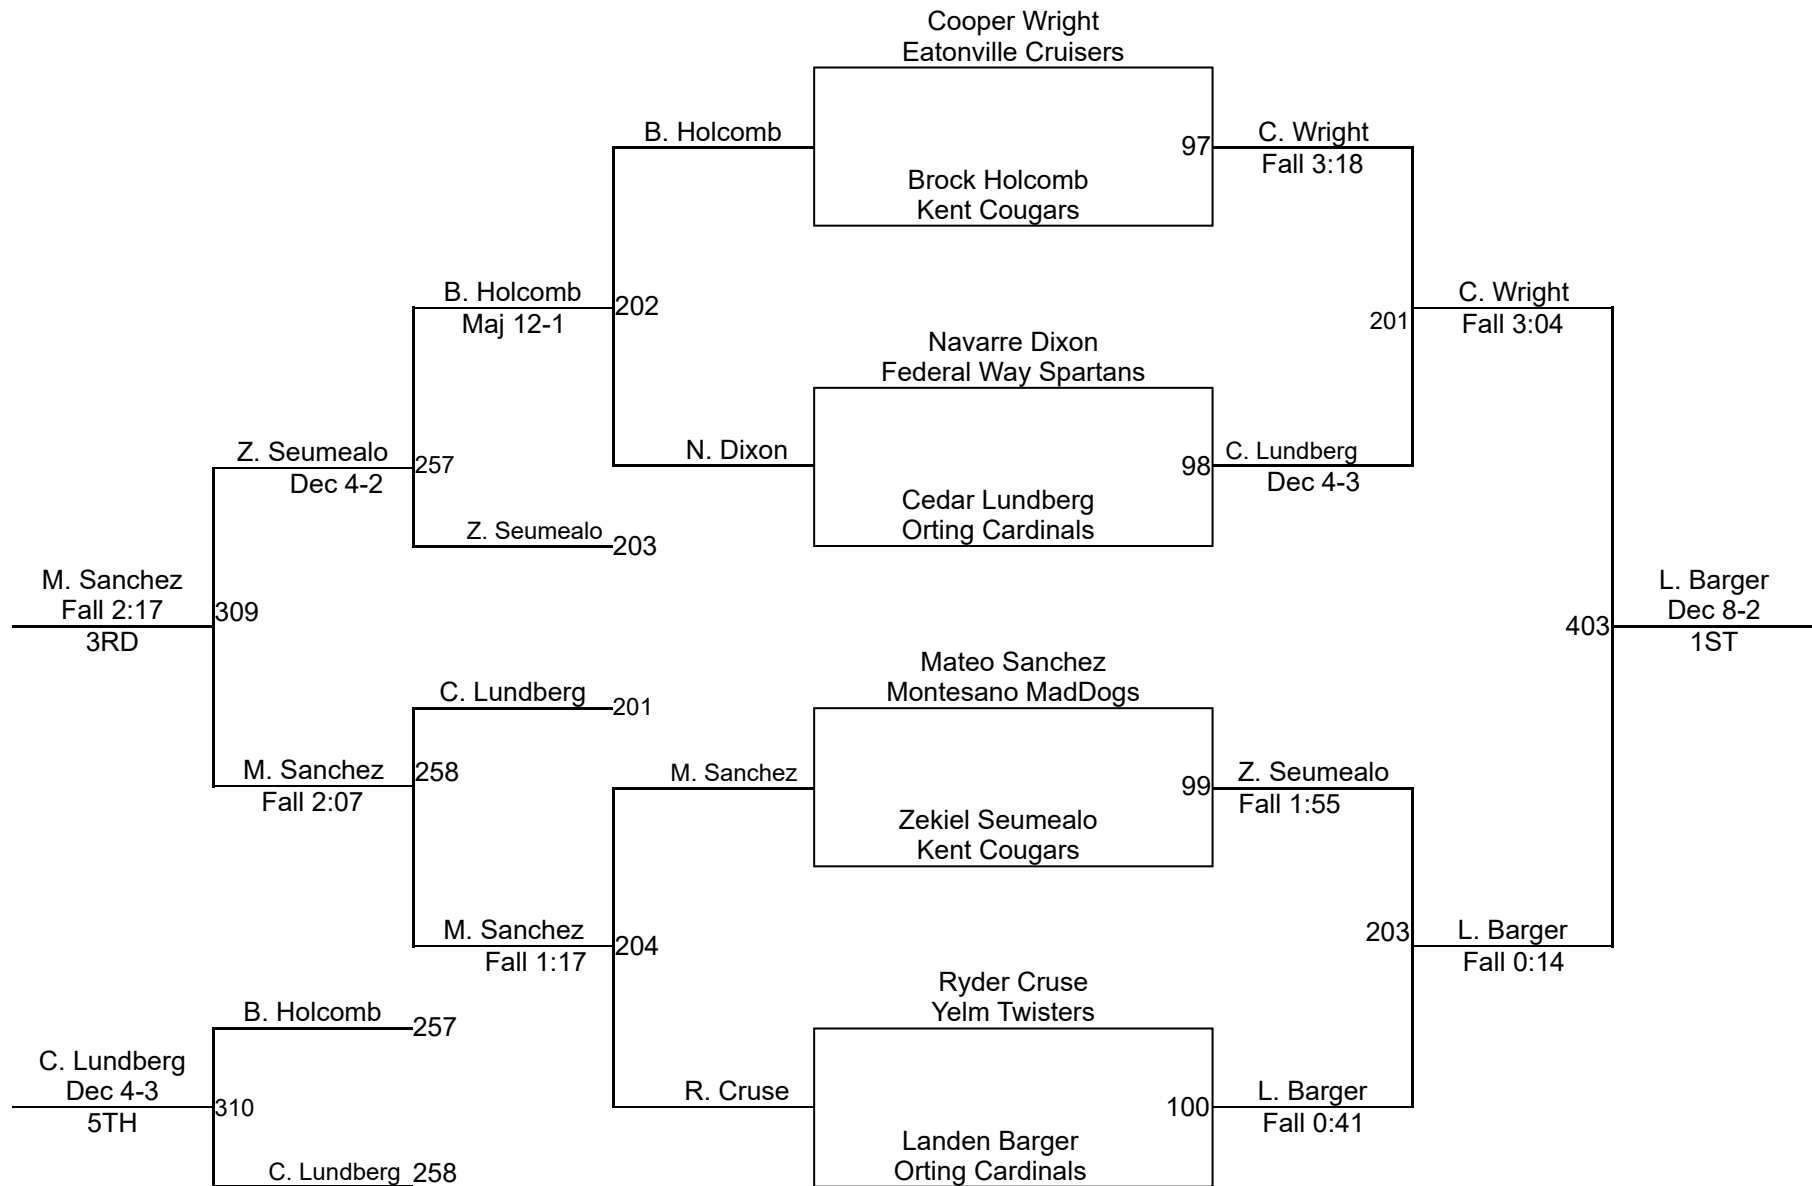 Cooper Wright
Eatonville Cruisers
B. Holcomb
97
C. Wright
Fall 3:18
Brock Holcomb
Kent Cougars
B. Holcomb
Maj 12-1
202
C. Wright
Fall 3:04
201
Navarre Dixon
Federal Way Spartans
Z. Seumealo
Dec 4-2
257
N. Dixon
98
C. Lundberg
Dec 4-3
Cedar Lundberg
Orting Cardinals
Z. Seumealo
203
M. Sanchez
Fall 2:17
3RD
309
403
L. Barger
Dec 8-2
1ST
Mateo Sanchez
Montesano MadDogs
C. Lundberg
201
M. Sanchez
Fall 2:07
258
M. Sanchez
99
Z. Seumealo
Fall 1:55
Zekiel Seumealo
Kent Cougars
M. Sanchez
Fall 1:17
204
203
L. Barger
Fall 0:14
Ryder Cruse
Yelm Twisters
B. Holcomb
257
C. Lundberg
Dec 4-3
5TH
310
R. Cruse
100
L. Barger
Fall 0:41
Landen Barger
Orting Cardinals
C. Lundberg
258